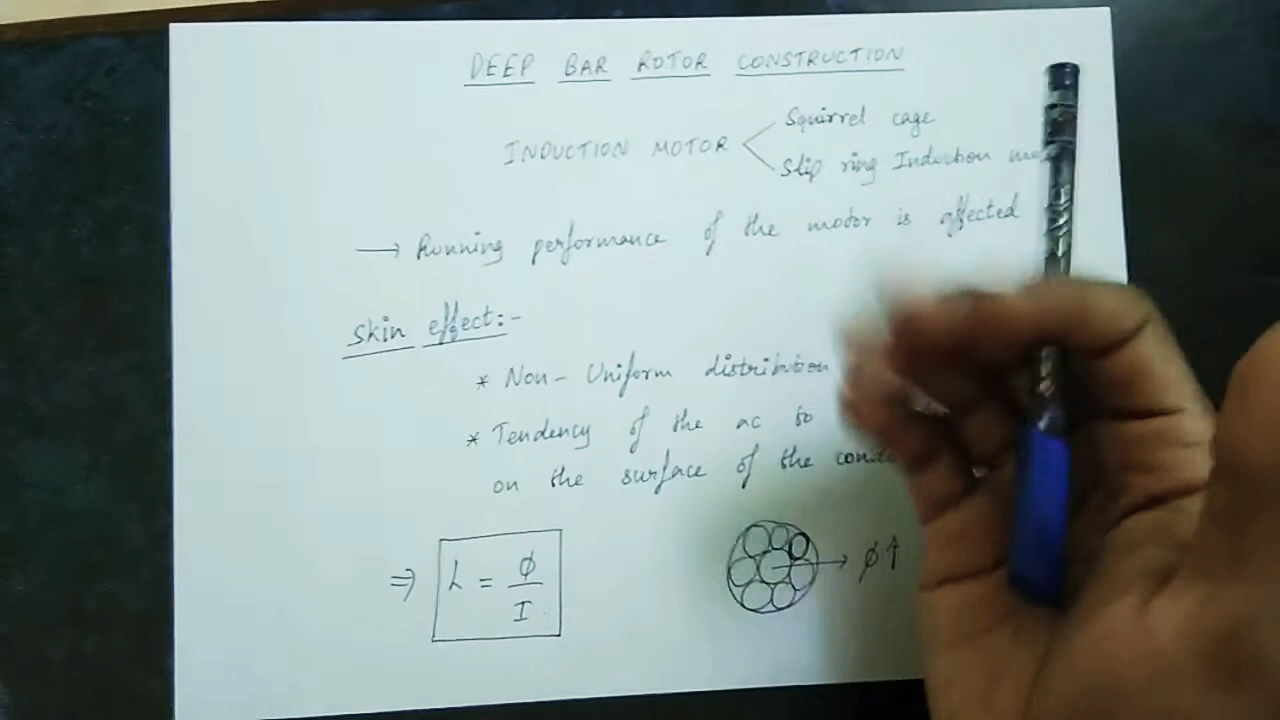 DEEP BAR ROTOR CONSTRUCTION
INDUCTION MOTOR
Squirrel cage
Slip ring Induction
→ Running performance of the motor is affected
Skin effect:-
* Non-Uniform distribution
* Tendency of the ac to
on the surface of the
⇒ L = ϕ/I
→ ϕ↑